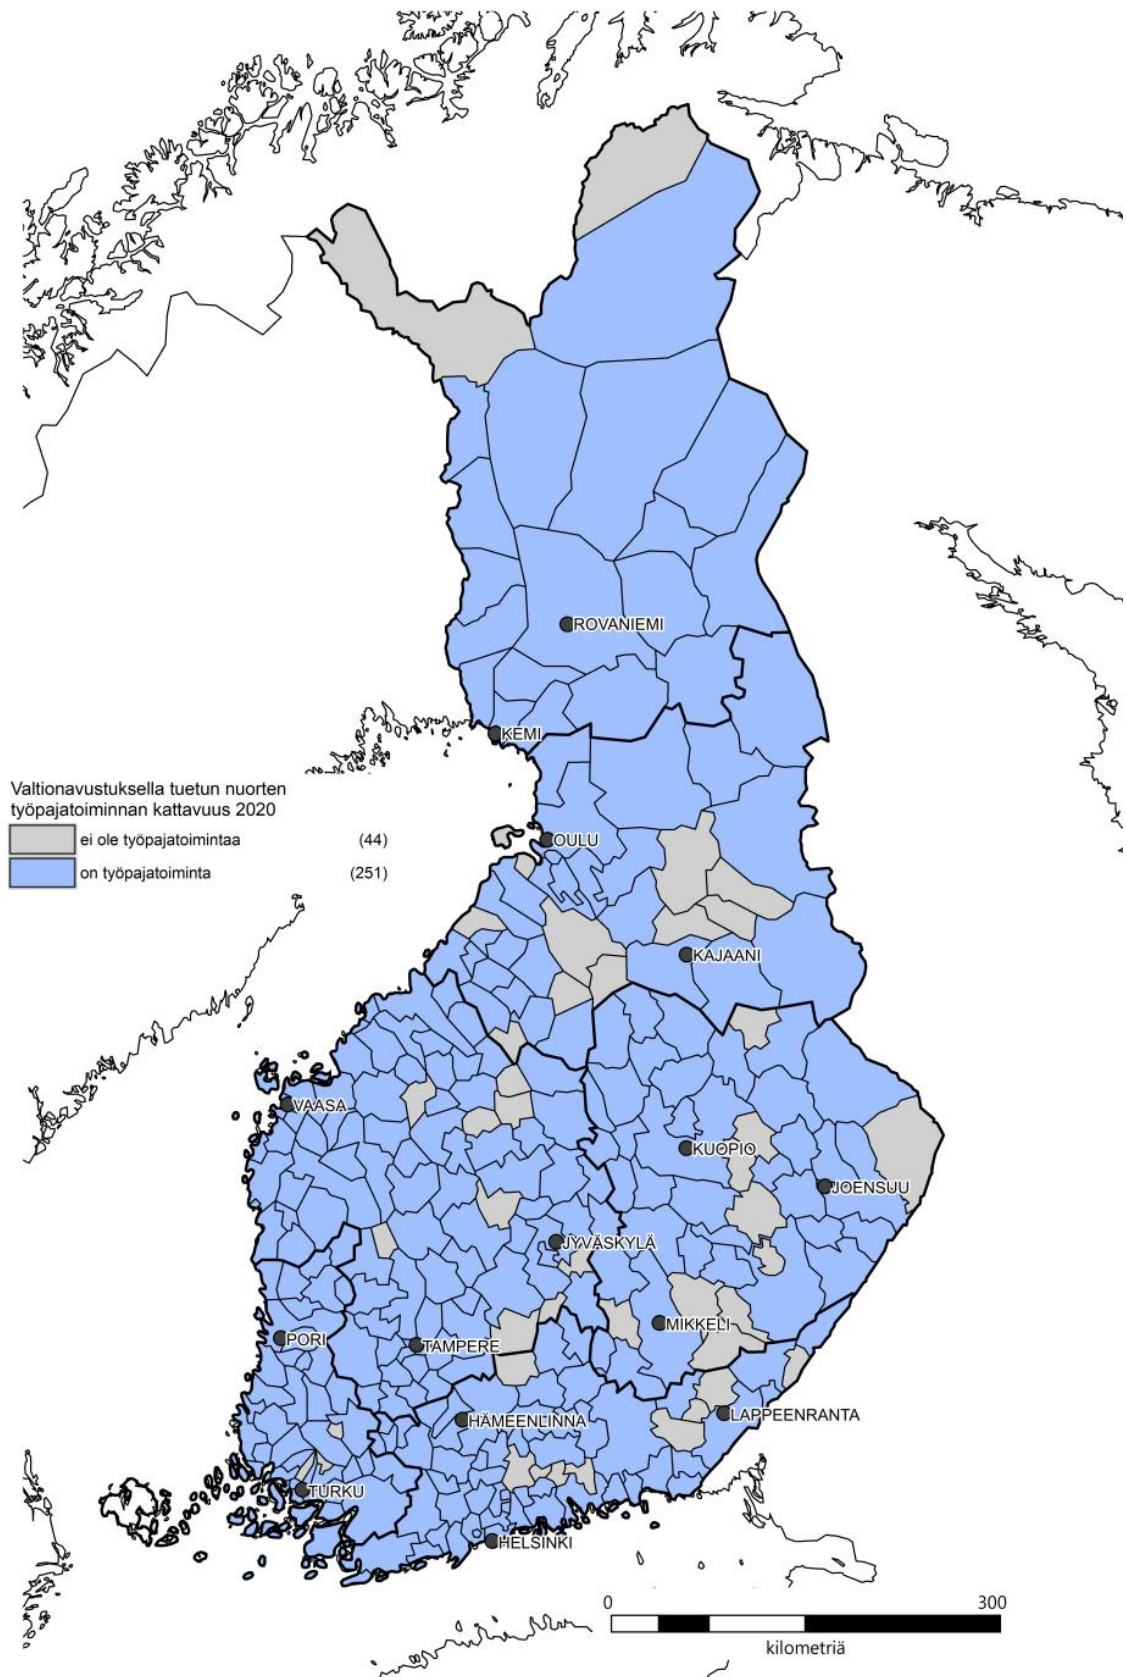 ROVANIEMI
KEMI
Valtionavustuksella tuetun nuorten
työpajatoiminnan kattavuus 2020
ei ole työpajatoimintaa (44)
on työpajatoiminta (251)
OULU
KAJAANI
VAASA
KUOPIO
JOENSUU
JYVÄSKYLÄ
MIKKELI
PORI
TAMPERE
LAPPEENRANTA
HÄMEENLINNA
TURKU
HELSINKI
0 300
kilometriä